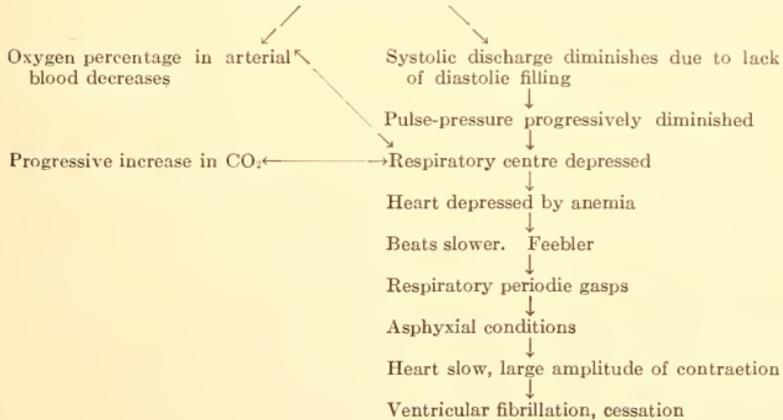 Oxygen percentage in arterial
blood decreases
Systolic discharge diminishes due to lack
of diastolic filling
Pulse-pressure progressively diminished
Progressive increase in CO₂
Respiratory centre depressed
Heart depressed by anemia
Beats slower. Feebler
Respiratory periodic gasps
Asphyxial conditions
Heart slow, large amplitude of contraction
Ventricular fibrillation, cessation